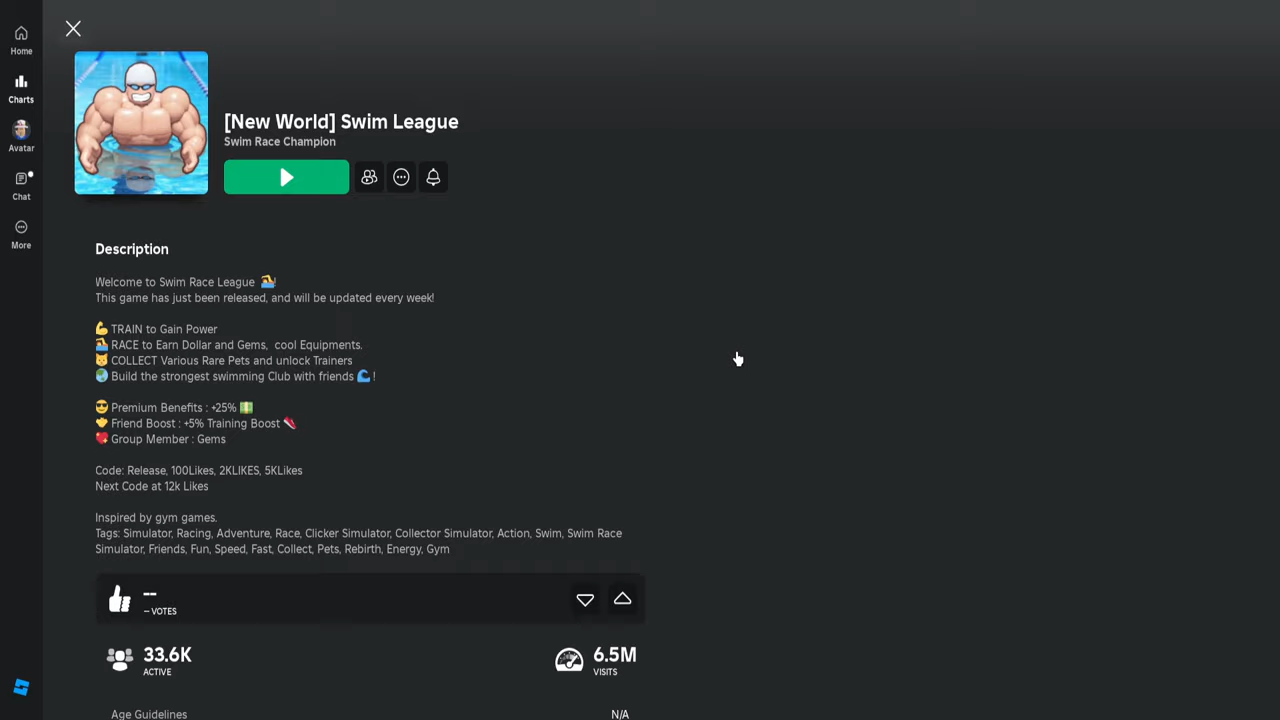 Home
Charts
Avatar
Chat
More
[New World] Swim League
Swim Race Champion
Description
Welcome to Swim Race League 🏊
This game has just been released, and will be updated every week!
💪 TRAIN to Gain Power
🏊 RACE to Earn Dollar and Gems,  cool Equipments.
🐱 COLLECT Various Rare Pets and unlock Trainers
🌏 Build the strongest swimming Club with friends 🌊 !
😎 Premium Benefits : +25% 💵
🤝 Friend Boost : +5% Training Boost 👟
💖 Group Member : Gems
Code: Release, 100Likes, 2KLIKES, 5KLikes
Next Code at 12k Likes
Inspired by gym games.
Tags: Simulator, Racing, Adventure, Race, Clicker Simulator, Collector Simulator, Action, Swim, Swim Race
Simulator, Friends, Fun, Speed, Fast, Collect, Pets, Rebirth, Energy, Gym
--
– VOTES
33.6K
ACTIVE
6.5M
VISITS
Age Guidelines N/A